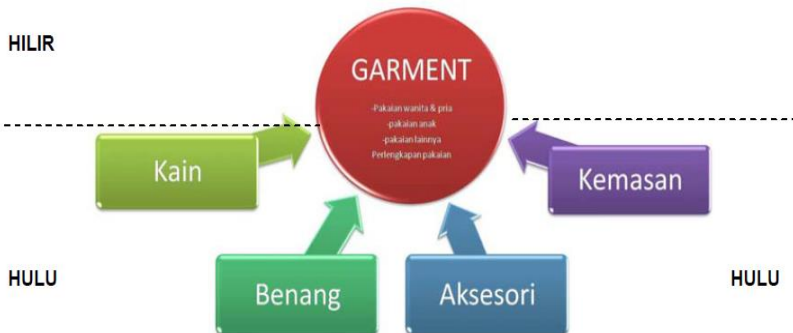 HILIR
GARMENT
-Pakaian wanita & pria
-pakaian anak
-pakaian lainnya
Perlengkapan pakaian
Kain
Kemasan
HULU
Benang
Aksesori
HULU